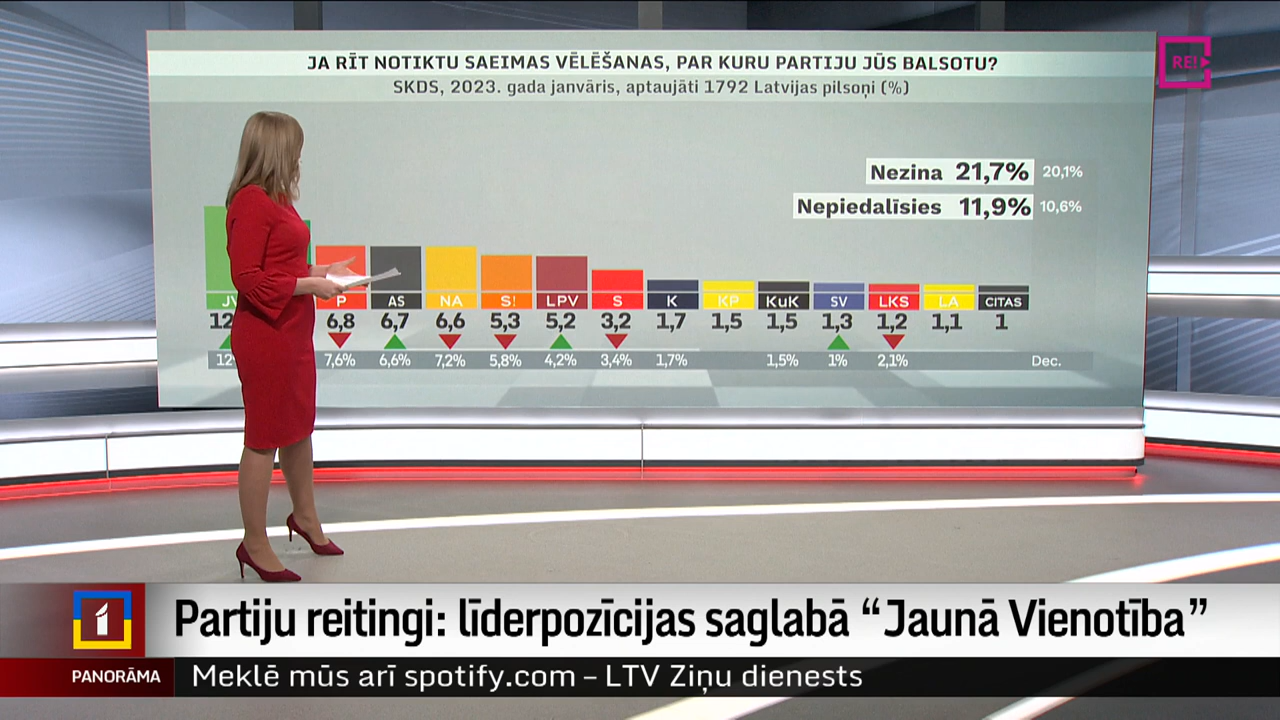 JA RĪT NOTIKTU SAEIMAS VĒLĒŠANAS, PAR KURU PARTIJU JŪS BALSOTU?
SKDS, 2023. gada janvāris, aptaujāti 1792 Latvijas pilsoņi (%)
RE!
Nezina 21,7% 20,1%
Nepiedalīsies 11,9% 10,6%
P AS NA S! LPV S K KP KuK SV LKS LA CITAS
6,8 6,7 6,6 5,3 5,2 3,2 1,7 1,5 1,5 1,3 1,2 1,1 1
7,6% 6,6% 7,2% 5,8% 4,2% 3,4% 1,7% 1,5% 1% 2,1% Dec.
1 Partiju reitingi: līderpozīcijas saglabā “Jaunā Vienotība”
PANORĀMA Meklē mūs arī spotify.com – LTV Ziņu dienests